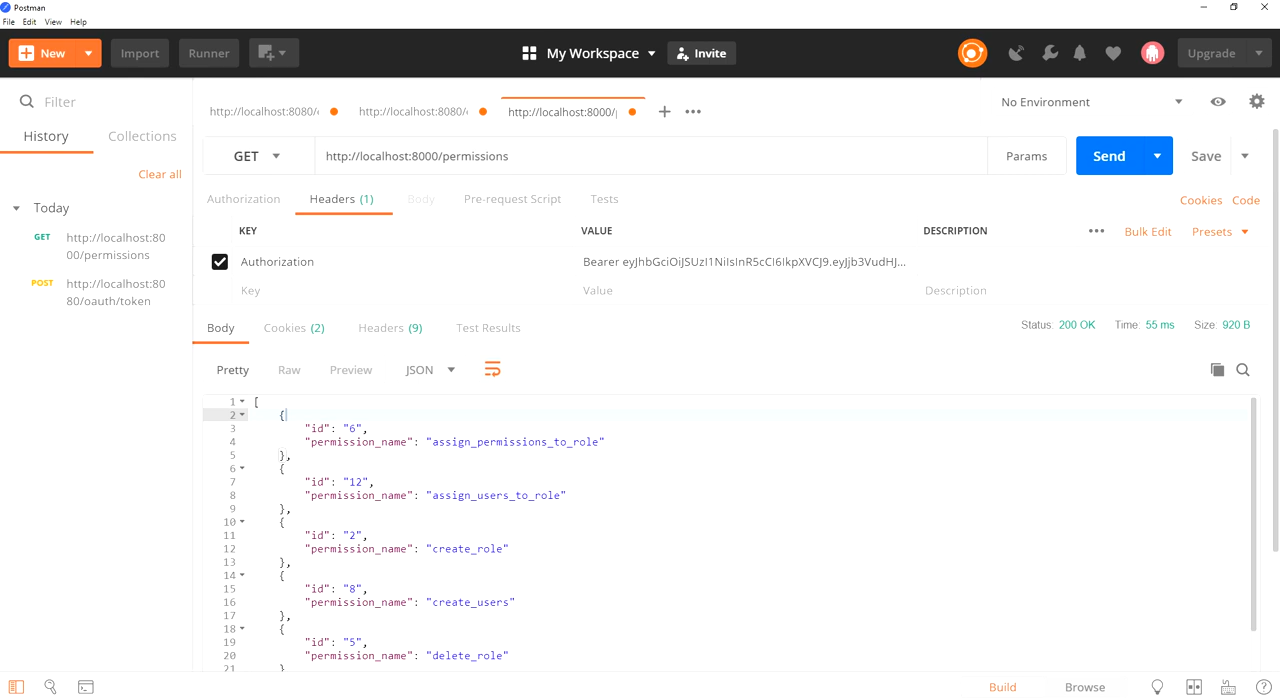 Postman
File Edit View Help
New Import Runner My Workspace Invite Upgrade
Filter
History Collections
Clear all
Today
GET http://localhost:80
00/permissions
POST http://localhost:80
80/oauth/token
http://localhost:8080/ http://localhost:8080/ http://localhost:8000/
No Environment
GET http://localhost:8000/permissions Params Send Save
Authorization Headers (1) Body Pre-request Script Tests Cookies Code
KEY VALUE DESCRIPTION Bulk Edit Presets
Authorization
Key Value Description
Body Cookies (2) Headers (9) Test Results Status: 200 OK Time: 55 ms Size: 920 B
Pretty Raw Preview JSON
1 [
2 {
3 "id": "6",
4 "permission_name": "assign_permissions_to_role"
5 },
6 {
7 "id": "12",
8 "permission_name": "assign_users_to_role"
9 },
10 {
11 "id": "2",
12 "permission_name": "create_role"
13 },
14 {
15 "id": "8",
16 "permission_name": "create_users"
17 },
18 {
19 "id": "5",
20 "permission_name": "delete_role"
21 }
Build Browse